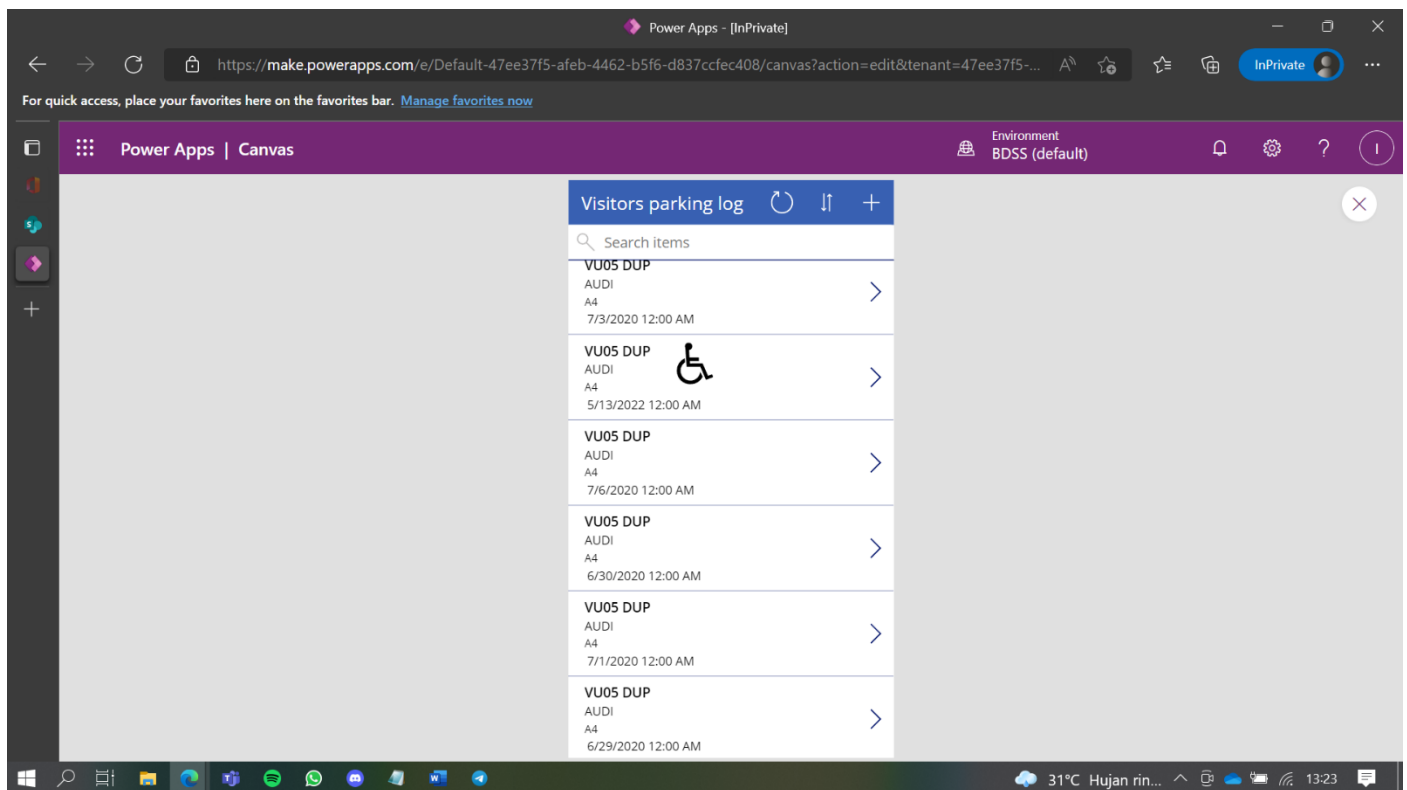 Power Apps - [InPrivate]
https://make.powerapps.com/e/Default-47ee37f5-afeb-4462-b5f6-d837ccfec408/canvas?action=edit&tenant=47ee37f5-...
InPrivate
For quick access, place your favorites here on the favorites bar. Manage favorites now
Power Apps | Canvas
Environment
BDSS (default)
I
Visitors parking log
Search items
VU05 DUP
AUDI
A4
7/3/2020 12:00 AM
VU05 DUP
AUDI
A4
5/13/2022 12:00 AM
VU05 DUP
AUDI
A4
7/6/2020 12:00 AM
VU05 DUP
AUDI
A4
6/30/2020 12:00 AM
VU05 DUP
AUDI
A4
7/1/2020 12:00 AM
VU05 DUP
AUDI
A4
6/29/2020 12:00 AM
31°C Hujan rin...
13:23